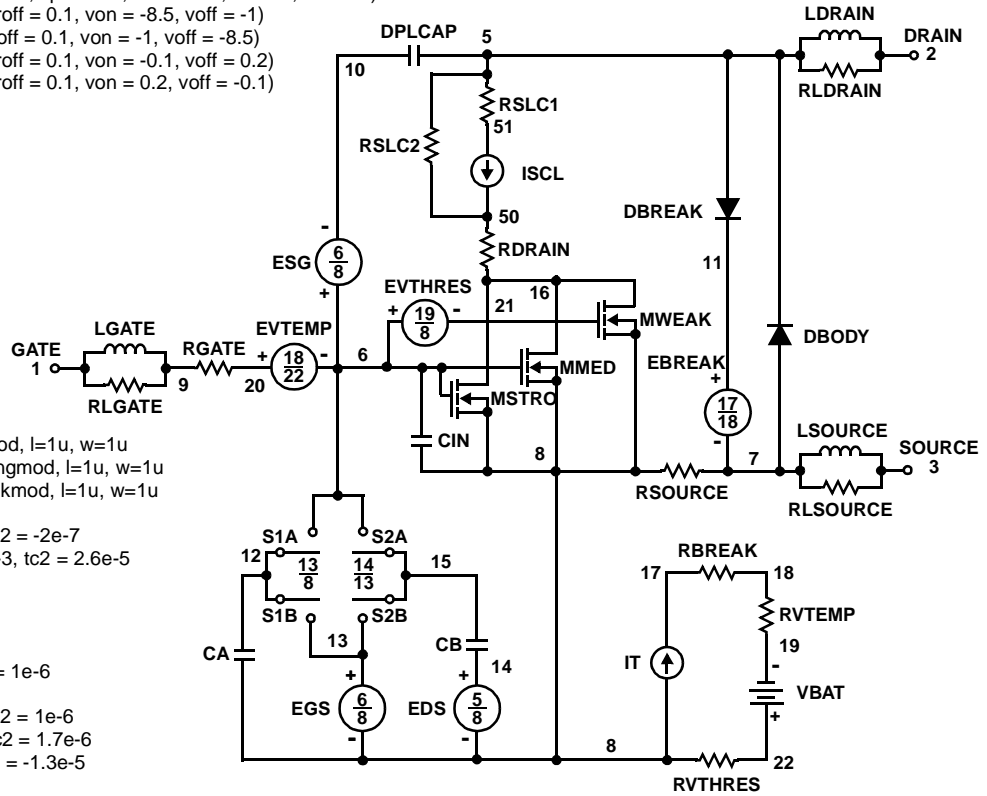 roff = 0.1, von = -8.5, voff = -1)
off = 0.1, von = -1, voff = -8.5)
roff = 0.1, von = -0.1, voff = 0.2)
roff = 0.1, von = 0.2, voff = -0.1)
LDRAIN
DPLCAP
5
DRAIN
2
10
RLDRAIN
RSLC1
51
RSLC2
ISCL
50
DBREAK
RDRAIN
ESG
6
8
-
+
11
EVTHRES
16
21
+
19
8
-
MWEAK
LGATE
EVTEMP
DBODY
GATE
1
RGATE
+
18
22
-
6
MMED
EBREAK
+
9
20
MSTRO
17
18
-
RLGATE
CIN
LSOURCE
8
7
SOURCE
3
RSOURCE
RLSOURCE
od, l=1u, w=1u
ngmod, l=1u, w=1u
kmod, l=1u, w=1u
2 = -2e-7
-3, tc2 = 2.6e-5
S1A
S2A
12
13
8
14
13
15
S1B
S2B
RBREAK
17
18
RVTEMP
13
CA
CB
19
14
IT
-
VBAT
+
+
EGS
6
8
-
+
EDS
5
8
-
8
22
RVTHRES
= 1e-6
2 = 1e-6
c2 = 1.7e-6
= -1.3e-5